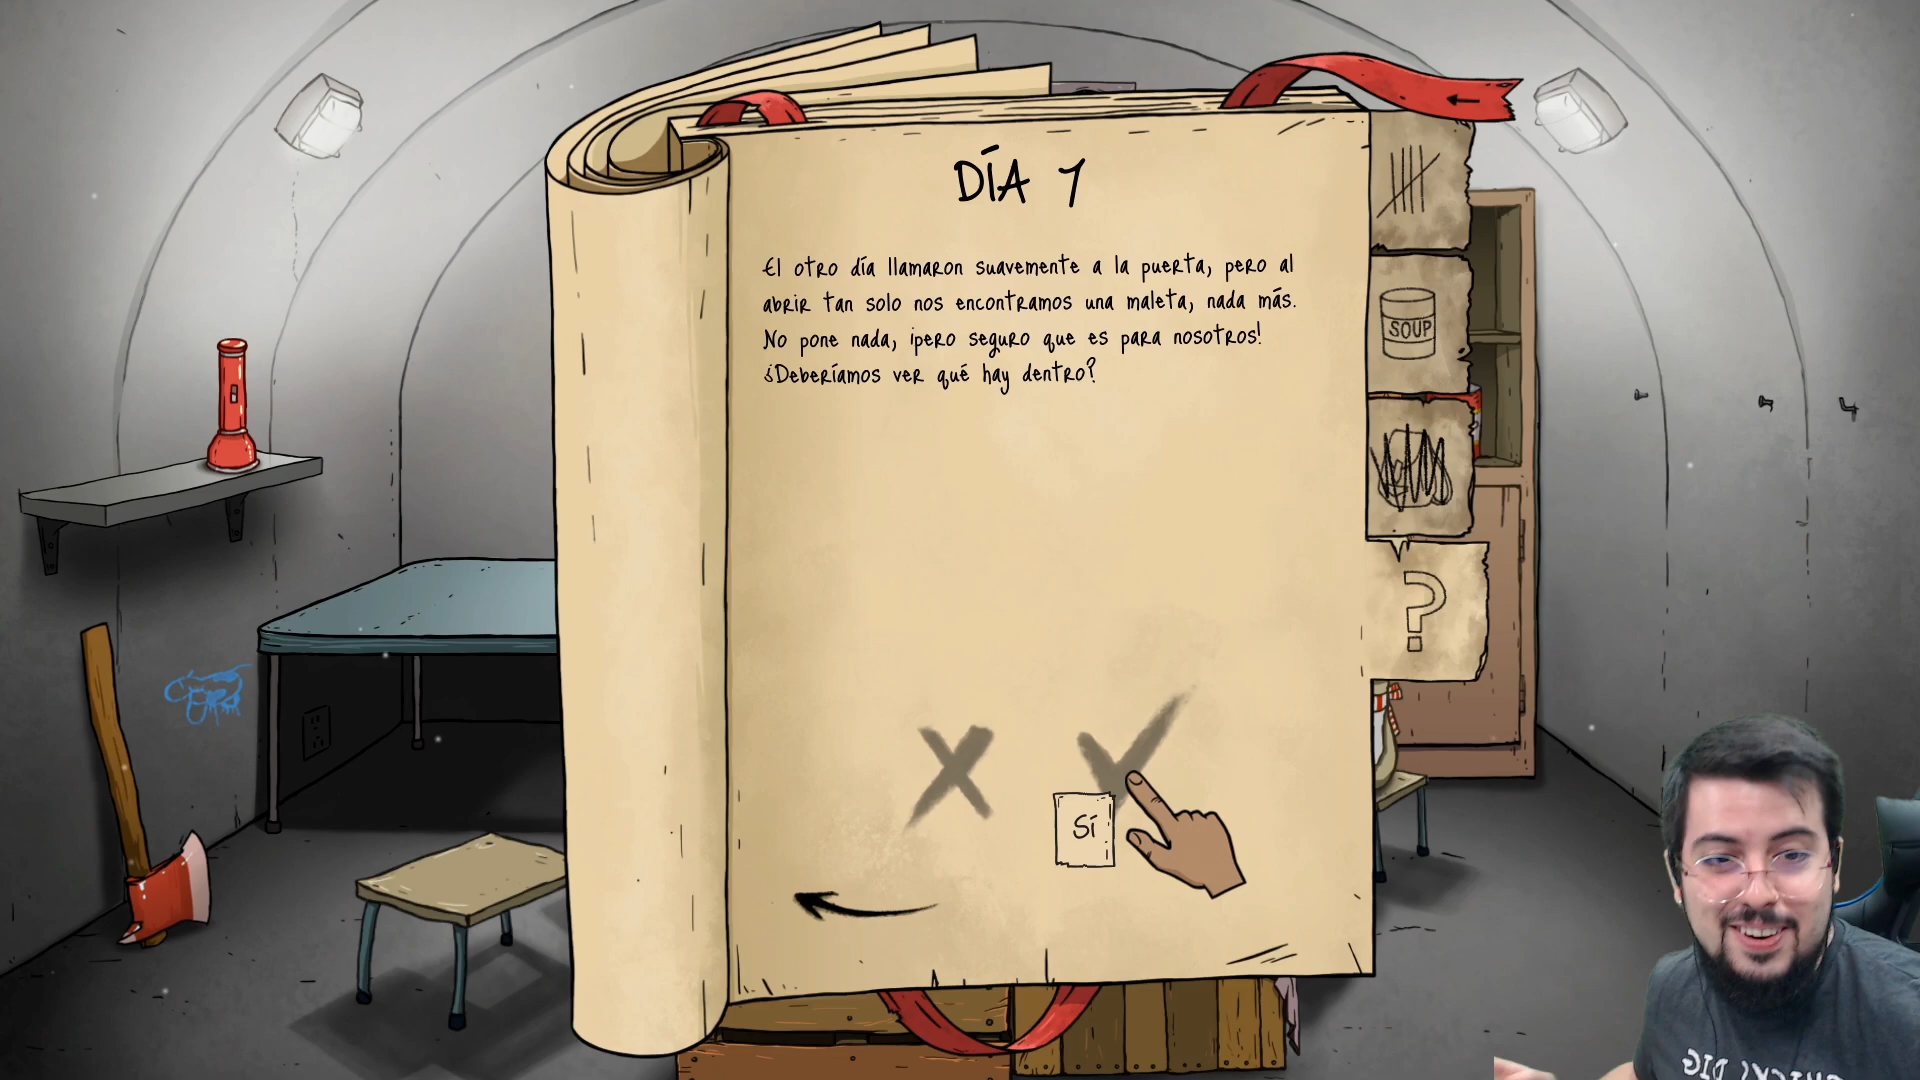 DÍA 7
El otro día llamaron suavemente a la puerta, pero al
abrir tan solo nos encontramos una maleta, nada más.
No pone nada, ¡pero seguro que es para nosotros!
¿Deberíamos ver qué hay dentro?
SOUP
Sí